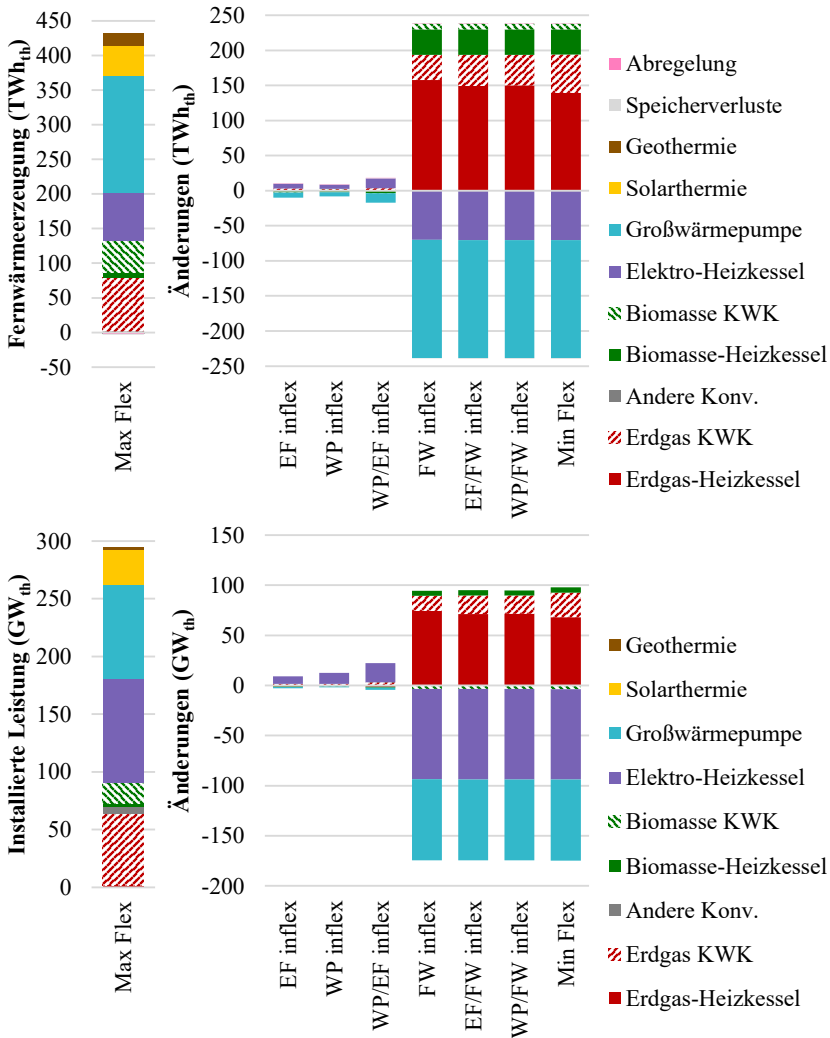 Fernwärmeerzeugung (TWhth)
450
400
350
300
250
200
150
100
50
0
-50
Max Flex
Änderungen (TWhth)
250
200
150
100
50
0
-50
-100
-150
-200
-250
EF inflex
WP inflex
WP/EF inflex
FW inflex
EF/FW inflex
WP/FW inflex
Min Flex
Abregelung
Speicherverluste
Geothermie
Solarthermie
Großwärmepumpe
Elektro-Heizkessel
Biomasse KWK
Biomasse-Heizkessel
Andere Konv.
Erdgas KWK
Erdgas-Heizkessel
Installierte Leistung (GWth)
300
250
200
150
100
50
0
Max Flex
Änderungen (GWth)
150
100
50
0
-50
-100
-150
-200
EF inflex
WP inflex
WP/EF inflex
FW inflex
EF/FW inflex
WP/FW inflex
Min Flex
Geothermie
Solarthermie
Großwärmepumpe
Elektro-Heizkessel
Biomasse KWK
Biomasse-Heizkessel
Andere Konv.
Erdgas KWK
Erdgas-Heizkessel